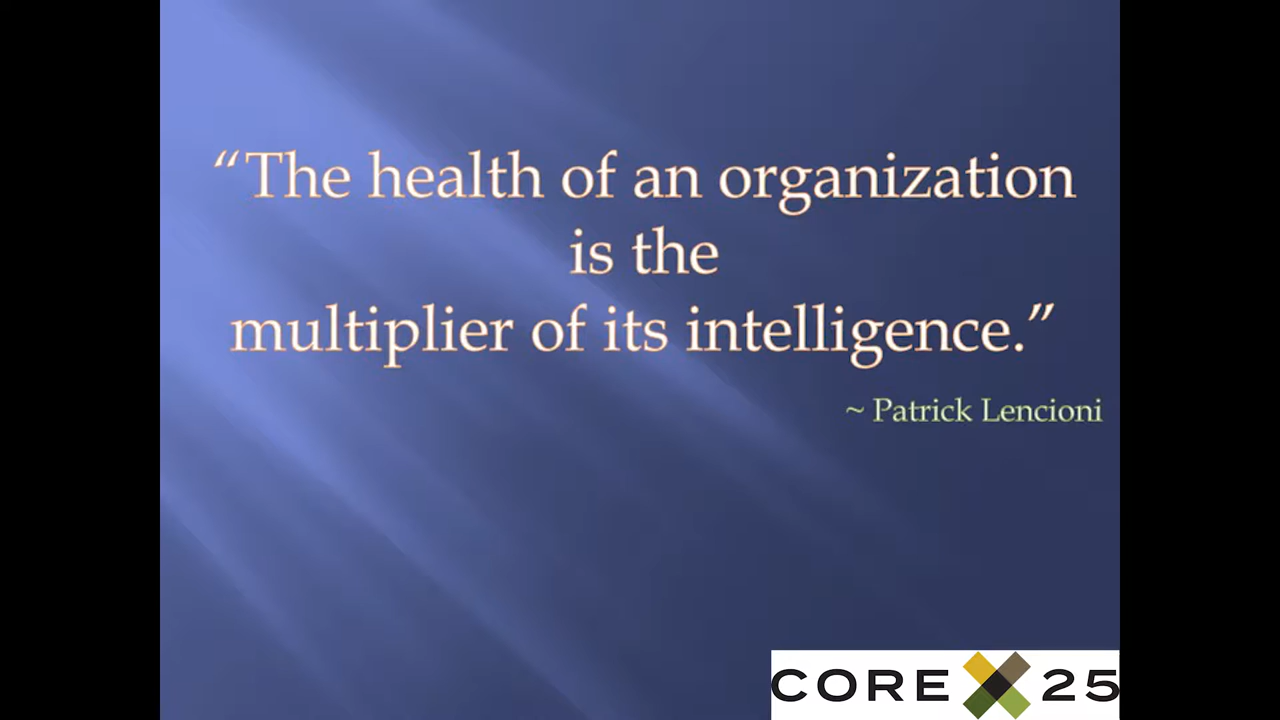 “The health of an organization
is the
multiplier of its intelligence.”
~ Patrick Lencioni
CORE X 25